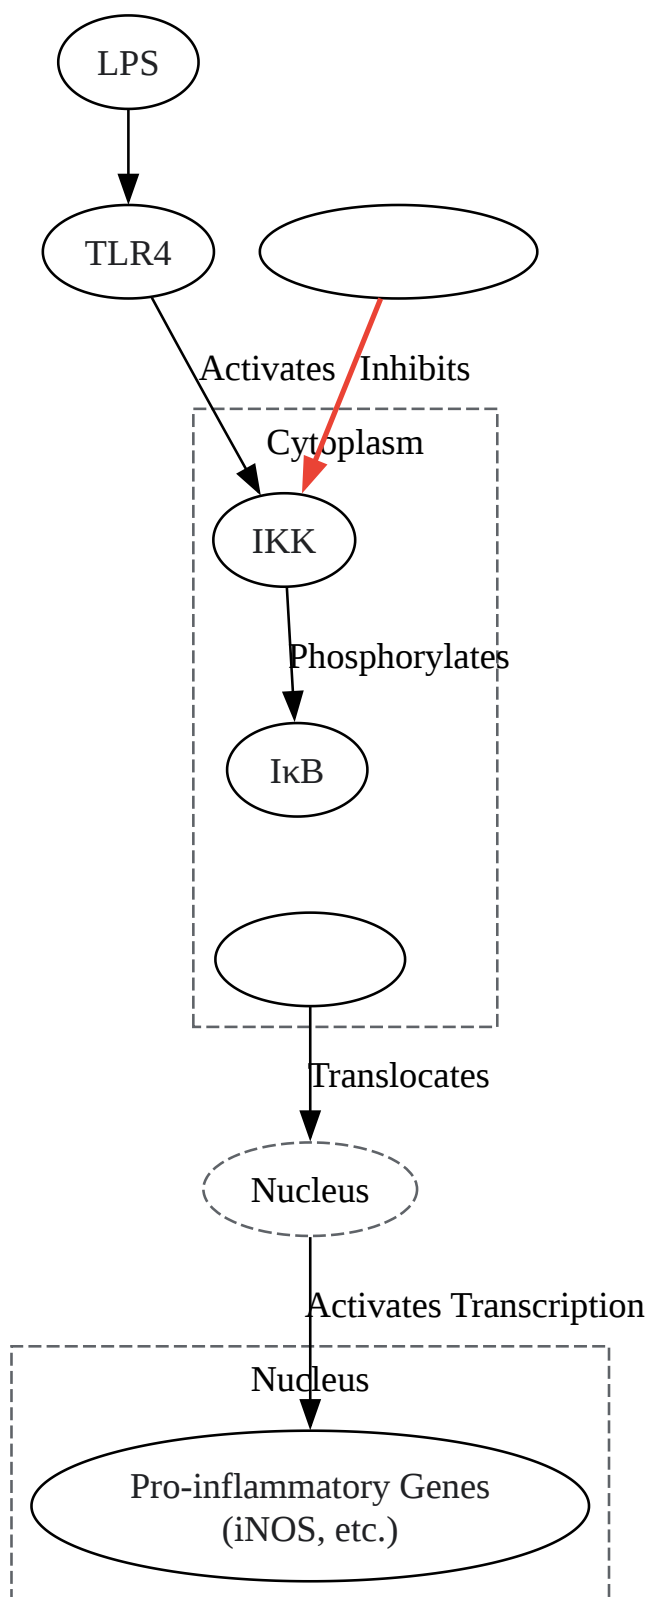 LPS
TLR4
Activates
Inhibits
Cytoplasm
IKK
Phosphorylates
IκB
Translocates
Nucleus
Activates Transcription
Nucleus
Pro-inflammatory Genes
(iNOS, etc.)